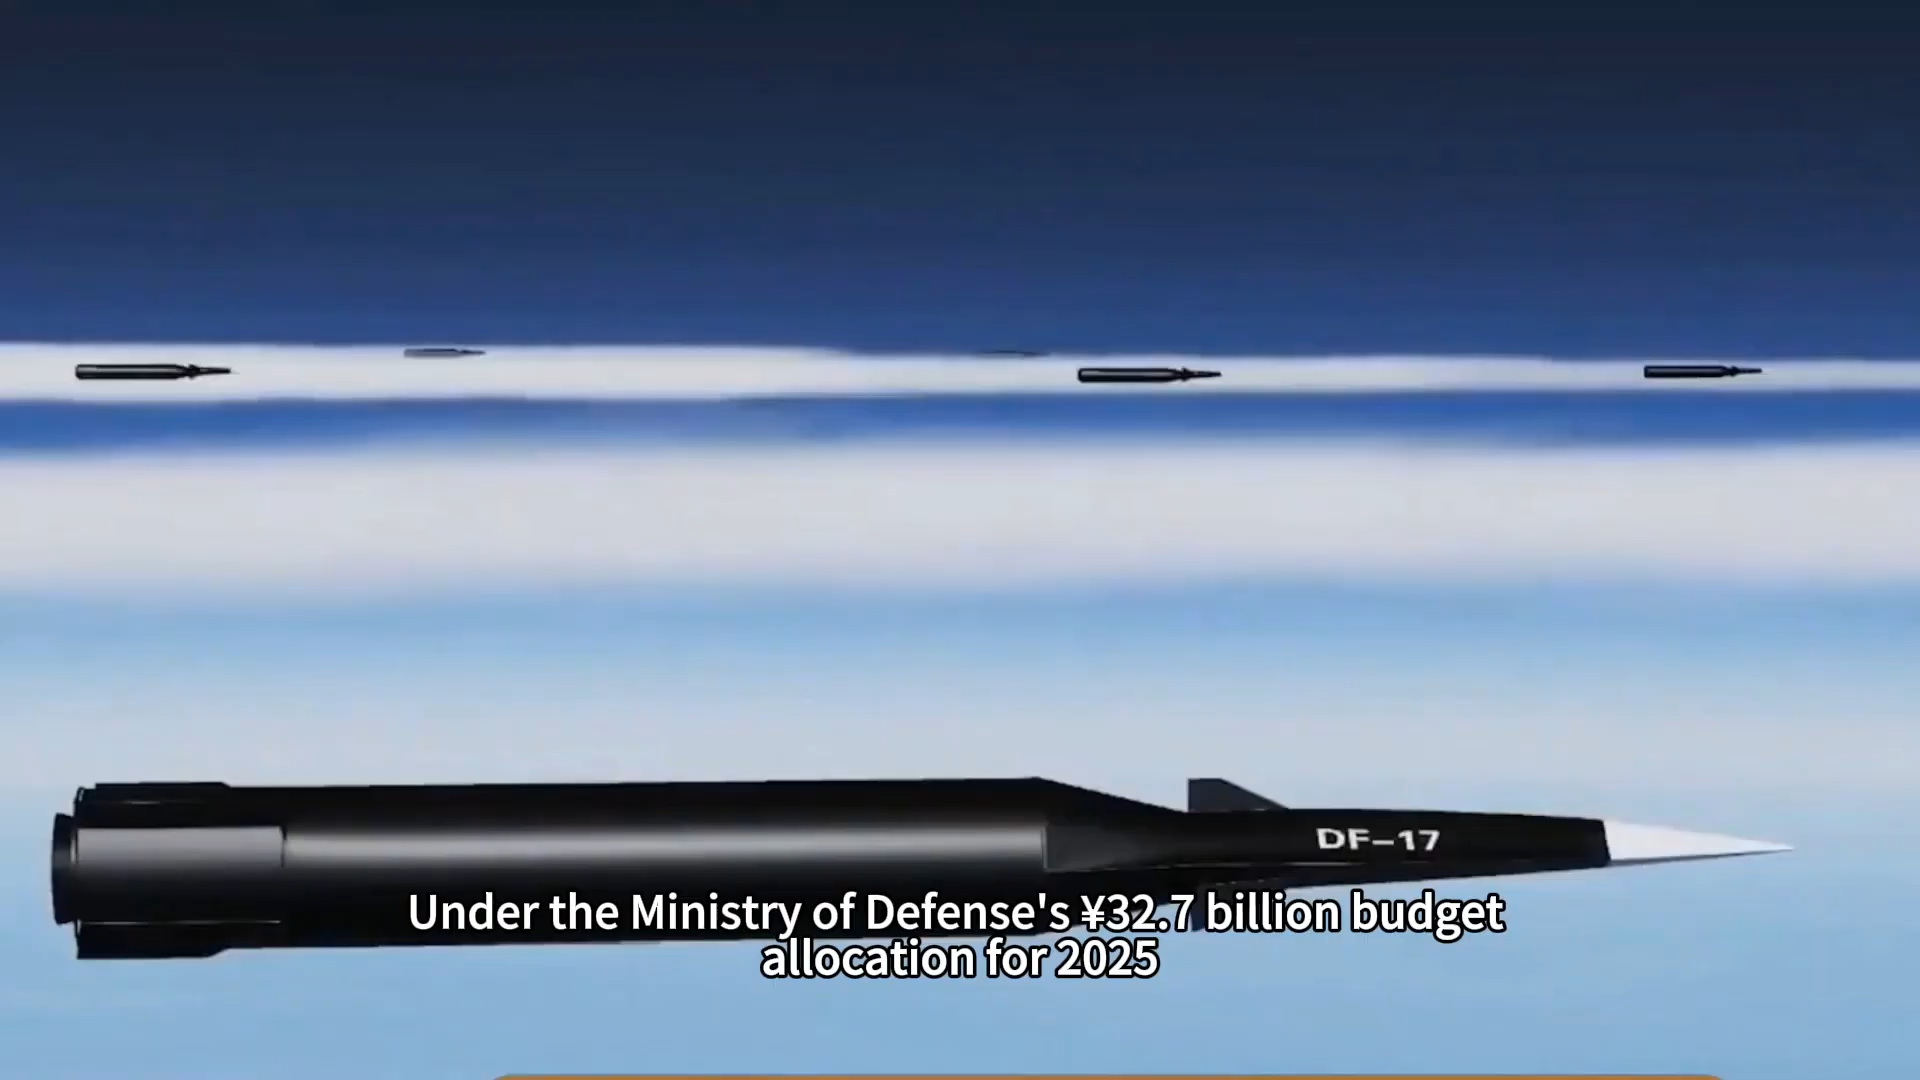 DF-17
Under the Ministry of Defense's ¥32.7 billion budget
allocation for 2025